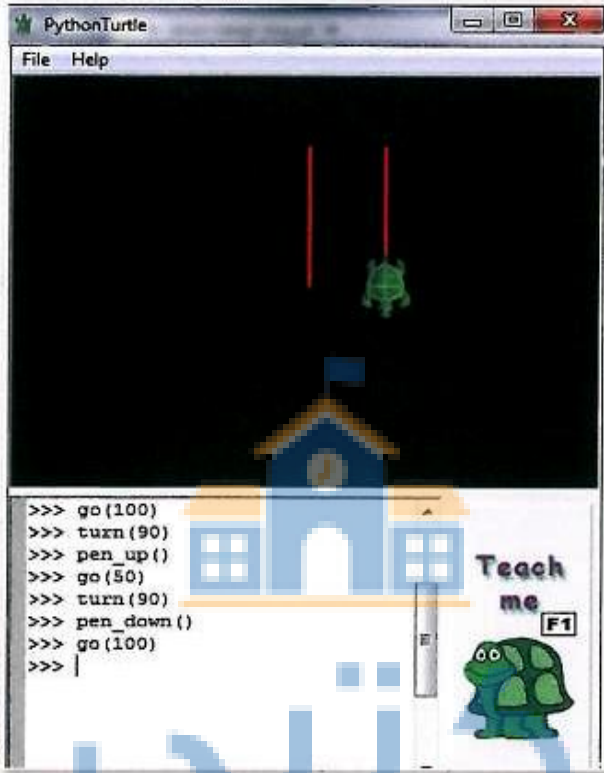 PythonTurtle
File Help
>>> go(100)
>>> turn(90)
>>> pen_up()
>>> go(50)
>>> turn(90)
>>> pen_down()
>>> go(100)
>>>
Teach
me
F1